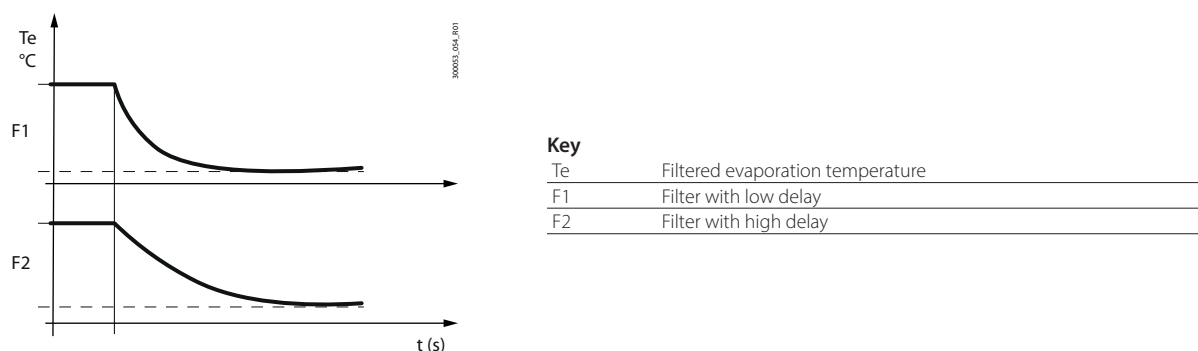 Te
°C
F1
F2
t (s)
300053_054_R01
Key
Te Filtered evaporation temperature
F1 Filter with low delay
F2 Filter with high delay